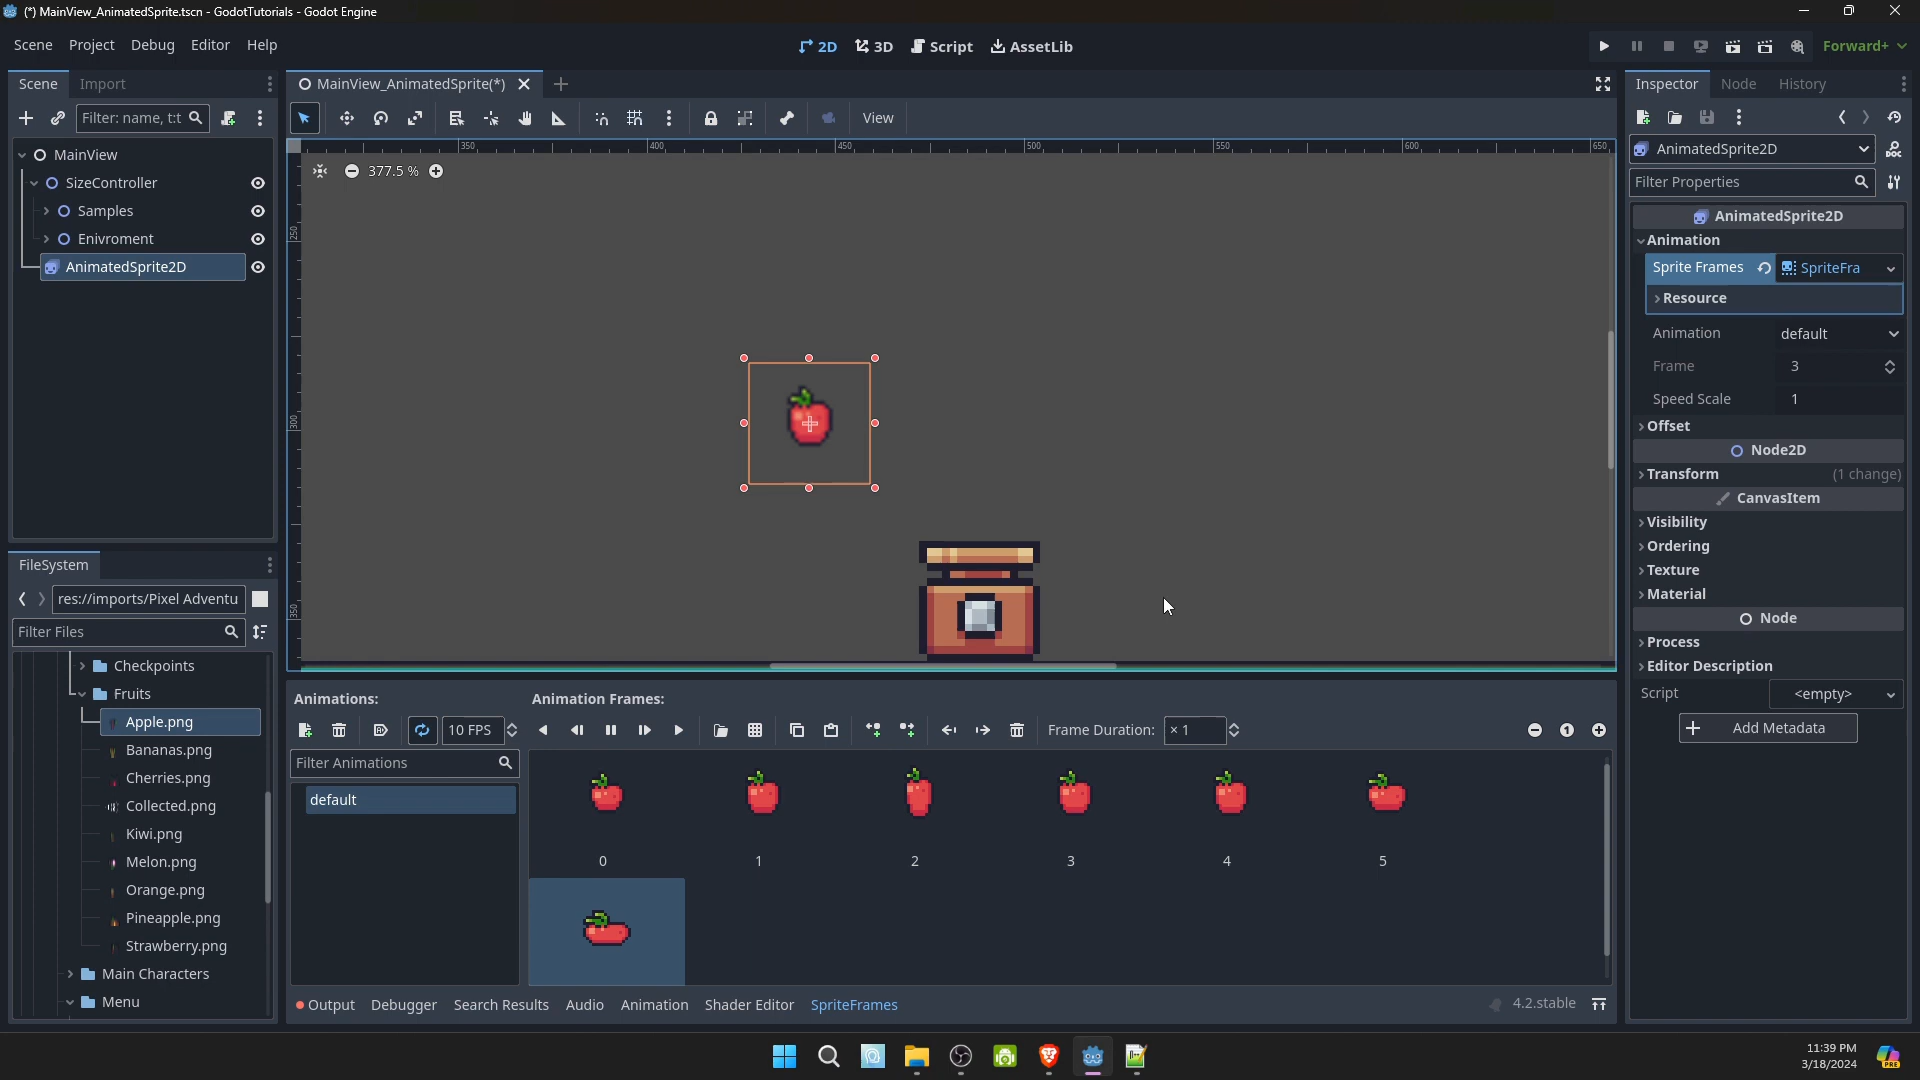 (*) MainView_AnimatedSprite.tscn - GodotTutorials - Godot Engine
Scene Project Debug Editor Help
2D 3D Script AssetLib
Forward+
Scene Import
MainView_AnimatedSprite(*)
Inspector Node History
Filter: name, t:t
View
350 400 450 500 550 600 650
MainView
AnimatedSprite2D
377.5 %
SizeController
Filter Properties
Samples
AnimatedSprite2D
Enivroment
Animation
250
AnimatedSprite2D
Sprite Frames SpriteFra
Resource
Animation default
Frame 3
Speed Scale 1
300
Offset
Node2D
Transform (1 change)
CanvasItem
Visibility
Ordering
FileSystem
Texture
res://imports/Pixel Adventu
Material
350
Node
Filter Files
Process
Checkpoints
Editor Description
Fruits
Animations: Animation Frames:
Script <empty>
Apple.png
10 FPS
Frame Duration: × 1
1
Add Metadata
Bananas.png
Filter Animations
Cherries.png
default
Collected.png
Kiwi.png
Melon.png
0 1 2 3 4 5
Orange.png
Pineapple.png
Strawberry.png
Main Characters
Menu
Output Debugger Search Results Audio Animation Shader Editor SpriteFrames
4.2.stable
11:39 PM
3/18/2024
PRE